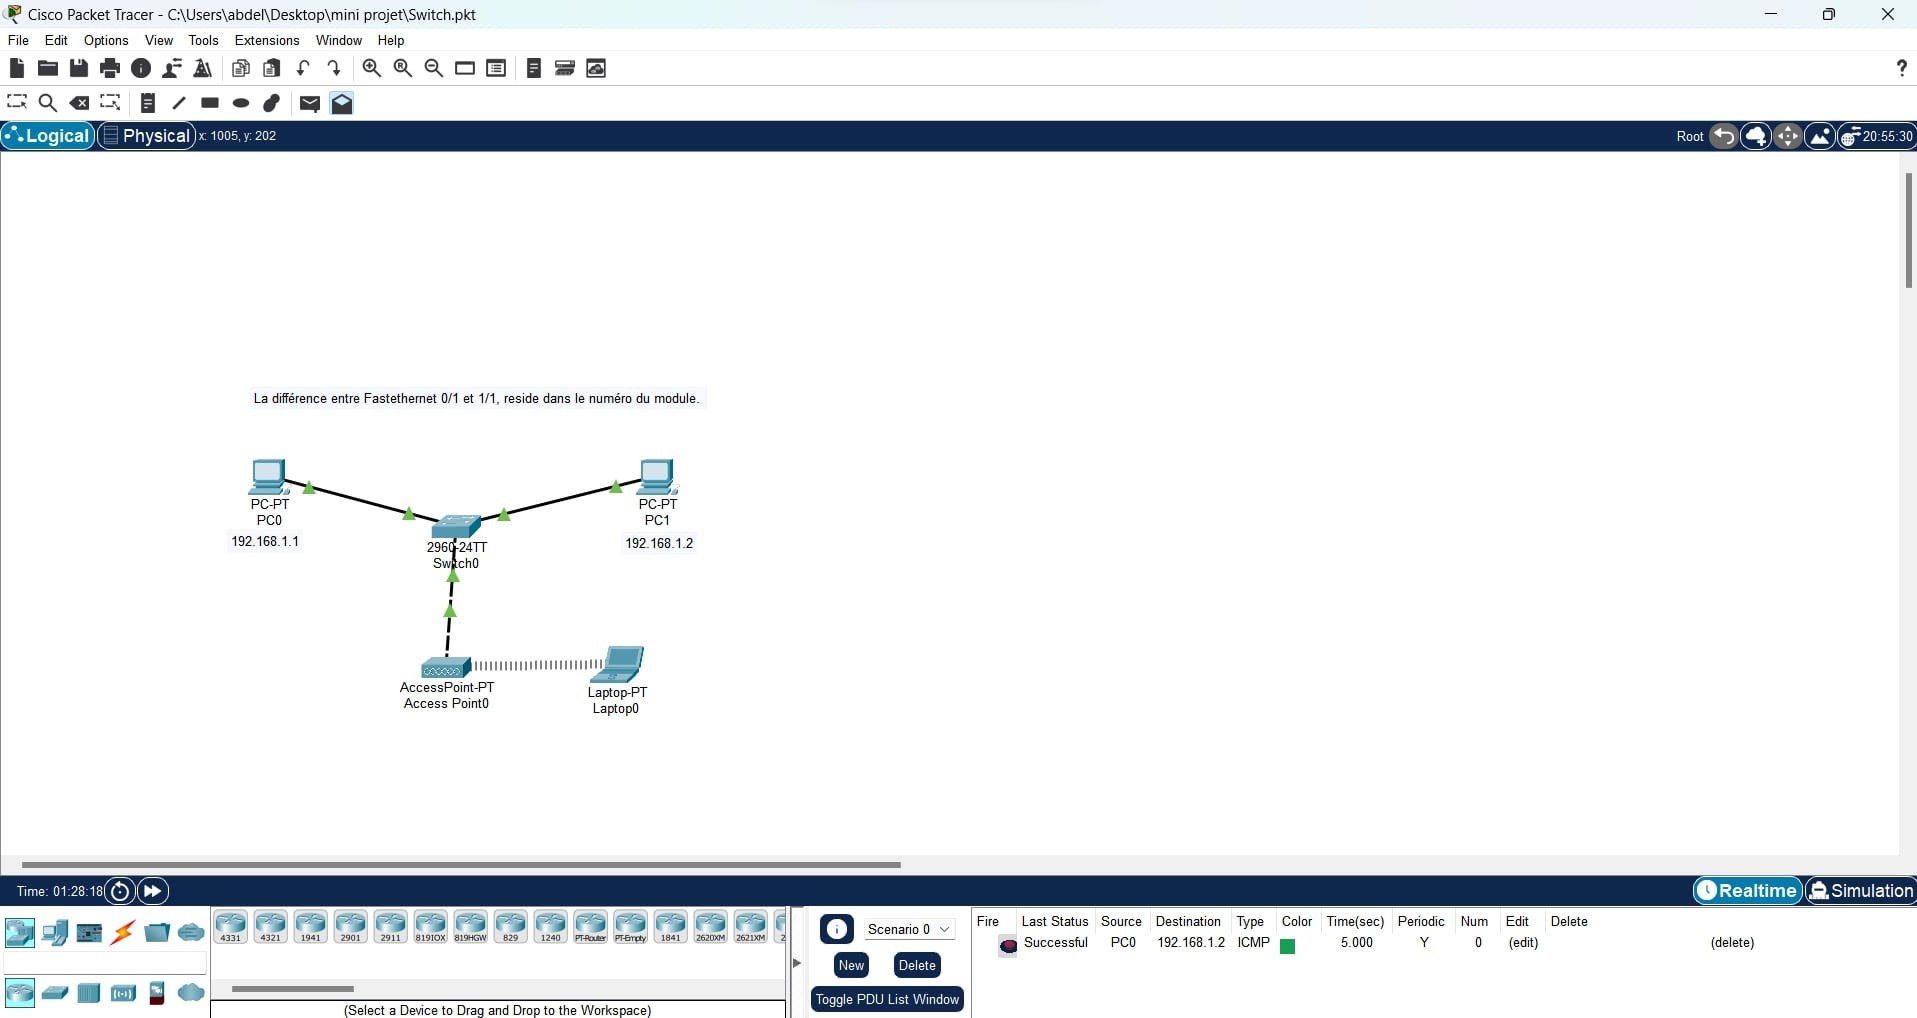 Cisco Packet Tracer - C:\Users\abdel\Desktop\mini projet\Switch.pkt
File Edit Options View Tools Extensions Window Help
?
Logical Physical x: 1005, y: 202 Root 20:55:30
La différence entre Fastethernet 0/1 et 1/1, reside dans le numéro du module.
PC-PT
PC0
192.168.1.1
PC-PT
PC1
192.168.1.2
2960-24TT
Switch0
AccessPoint-PT
Access Point0
Laptop-PT
Laptop0
Time: 01:28:18 Realtime Simulation
4331 4321 1941 2901 2911 819IOX 819HGW 829 1240 PT-Router PT-Empty 1841 2620XM 2621XM 2
(Select a Device to Drag and Drop to the Workspace)
Scenario 0
New Delete
Toggle PDU List Window
Fire Last Status Source Destination Type Color Time(sec) Periodic Num Edit Delete
Successful PC0 192.168.1.2 ICMP 5.000 Y 0 (edit) (delete)